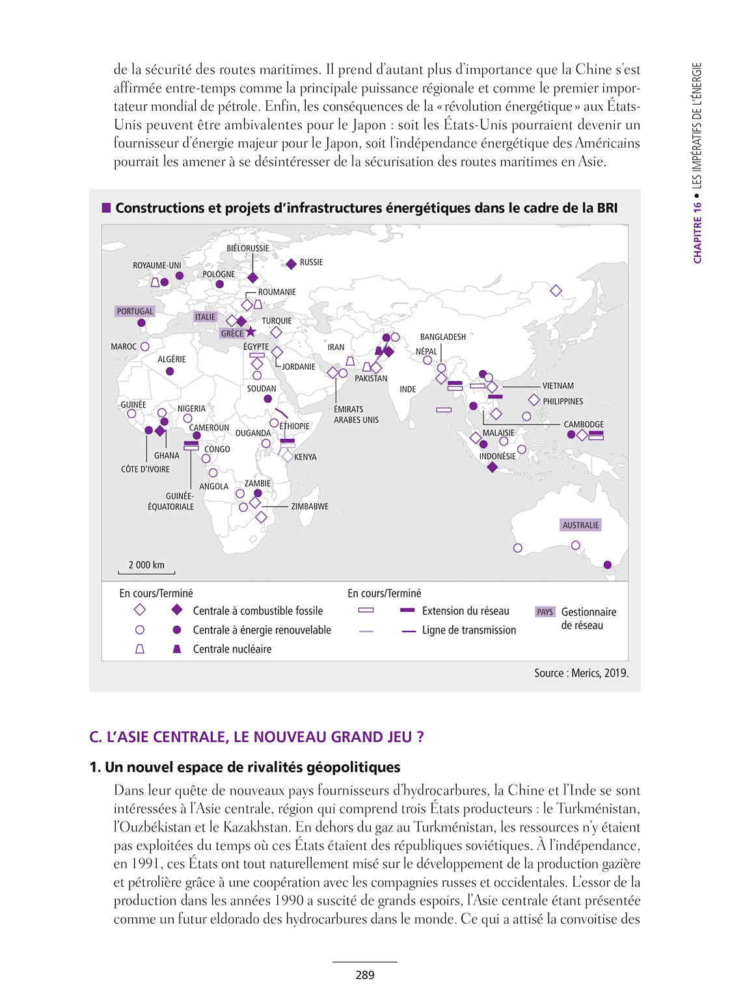 de la sécurité des routes maritimes. Il prend d’autant plus d’importance que la Chine s’est
affirmée entre-temps comme la principale puissance régionale et comme le premier impor-
tateur mondial de pétrole. Enfin, les conséquences de la «révolution énergétique» aux États-
Unis peuvent être ambivalentes pour le Japon : soit les États-Unis pourraient devenir un
fournisseur d’énergie majeur pour le Japon, soit l’indépendance énergétique des Américains
pourrait les amener à se désintéresser de la sécurisation des routes maritimes en Asie.
CHAPITRE 16 • LES IMPÉRATIFS DE L’ÉNERGIE
Constructions et projets d’infrastructures énergétiques dans le cadre de la BRI
BIÉLORUSSIE
RUSSIE
ROYAUME-UNI
POLOGNE
ROUMANIE
PORTUGAL
ITALIE
TURQUIE
GRÈCE
MAROC
ÉGYPTE
IRAN
BANGLADESH
NÉPAL
ALGÉRIE
JORDANIE
PAKISTAN
SOUDAN
INDE
VIETNAM
PHILIPPINES
GUINÉE
NIGERIA
ÉMIRATS
ARABES UNIS
CAMEROUN
ÉTHIOPIE
OUGANDA
CAMBODGE
MALAISIE
GHANA
CONGO
KENYA
INDONÉSIE
CÔTE D’IVOIRE
ANGOLA
ZAMBIE
GUINÉE-
ÉQUATORIALE
ZIMBABWE
AUSTRALIE
2 000 km
En cours/Terminé
Centrale à combustible fossile
Centrale à énergie renouvelable
Centrale nucléaire
En cours/Terminé
Extension du réseau
Ligne de transmission
PAYS Gestionnaire
de réseau
Source : Merics, 2019.
C. L’ASIE CENTRALE, LE NOUVEAU GRAND JEU ?
1. Un nouvel espace de rivalités géopolitiques
Dans leur quête de nouveaux pays fournisseurs d’hydrocarbures, la Chine et l’Inde se sont
intéressées à l’Asie centrale, région qui comprend trois États producteurs : le Turkménistan,
l’Ouzbékistan et le Kazakhstan. En dehors du gaz au Turkménistan, les ressources n’y étaient
pas exploitées du temps où ces États étaient des républiques soviétiques. À l’indépendance,
en 1991, ces États ont tout naturellement misé sur le développement de la production gazière
et pétrolière grâce à une coopération avec les compagnies russes et occidentales. L’essor de la
production dans les années 1990 a suscité de grands espoirs, l’Asie centrale étant présentée
comme un futur eldorado des hydrocarbures dans le monde. Ce qui a attisé la convoitise des
289